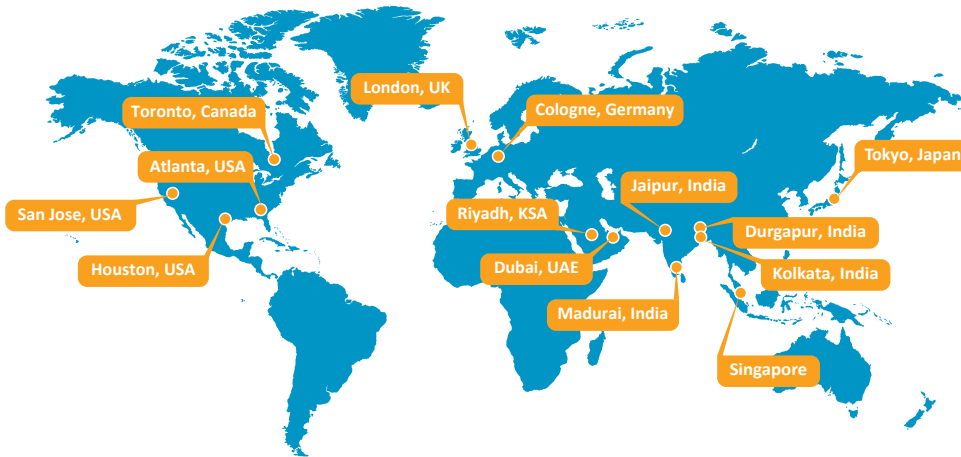 London, UK
Toronto, Canada
Cologne, Germany
Atlanta, USA
Tokyo, Japan
Jaipur, India
San Jose, USA
Riyadh, KSA
Durgapur, India
Houston, USA
Dubai, UAE
Kolkata, India
Madurai, India
Singapore